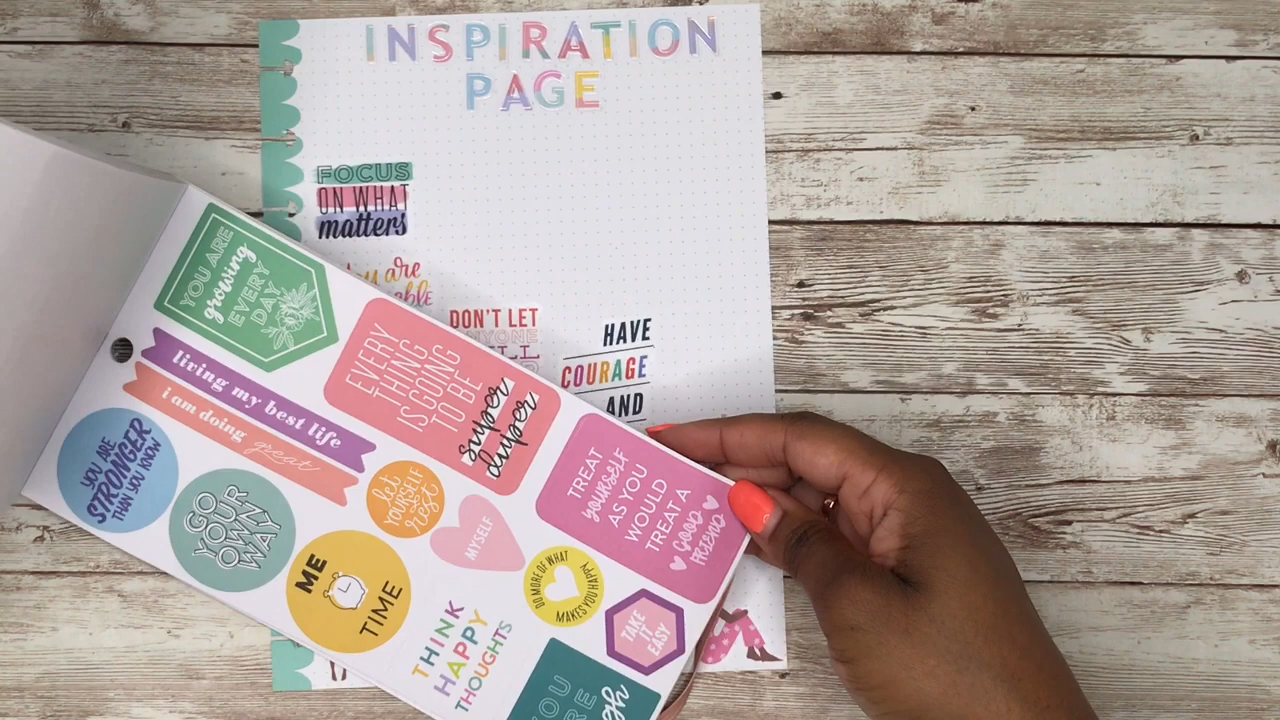 INSPIRATION
PAGE
FOCUS
ON WHAT
matters
you are
DON'T LET
HAVE
COURAGE
AND
YOU ARE
growing
EVERY
DAY
living my best life
i am doing great
EVERY
THING
IS GOING
TO BE
super
duper
YOU ARE
STRONGER
THAN YOU KNOW
GO
YOUR
OWN
WAY
let
YOURSELF
rest
MYSELF
TREAT
yourself
AS YOU
WOULD
TREAT A
GOOD
FRIEND
ME
TIME
DO MORE OF WHAT
MAKES YOU HAPPY
TAKE
IT
EASY
THINK
HAPPY
THOUGHTS
YOU